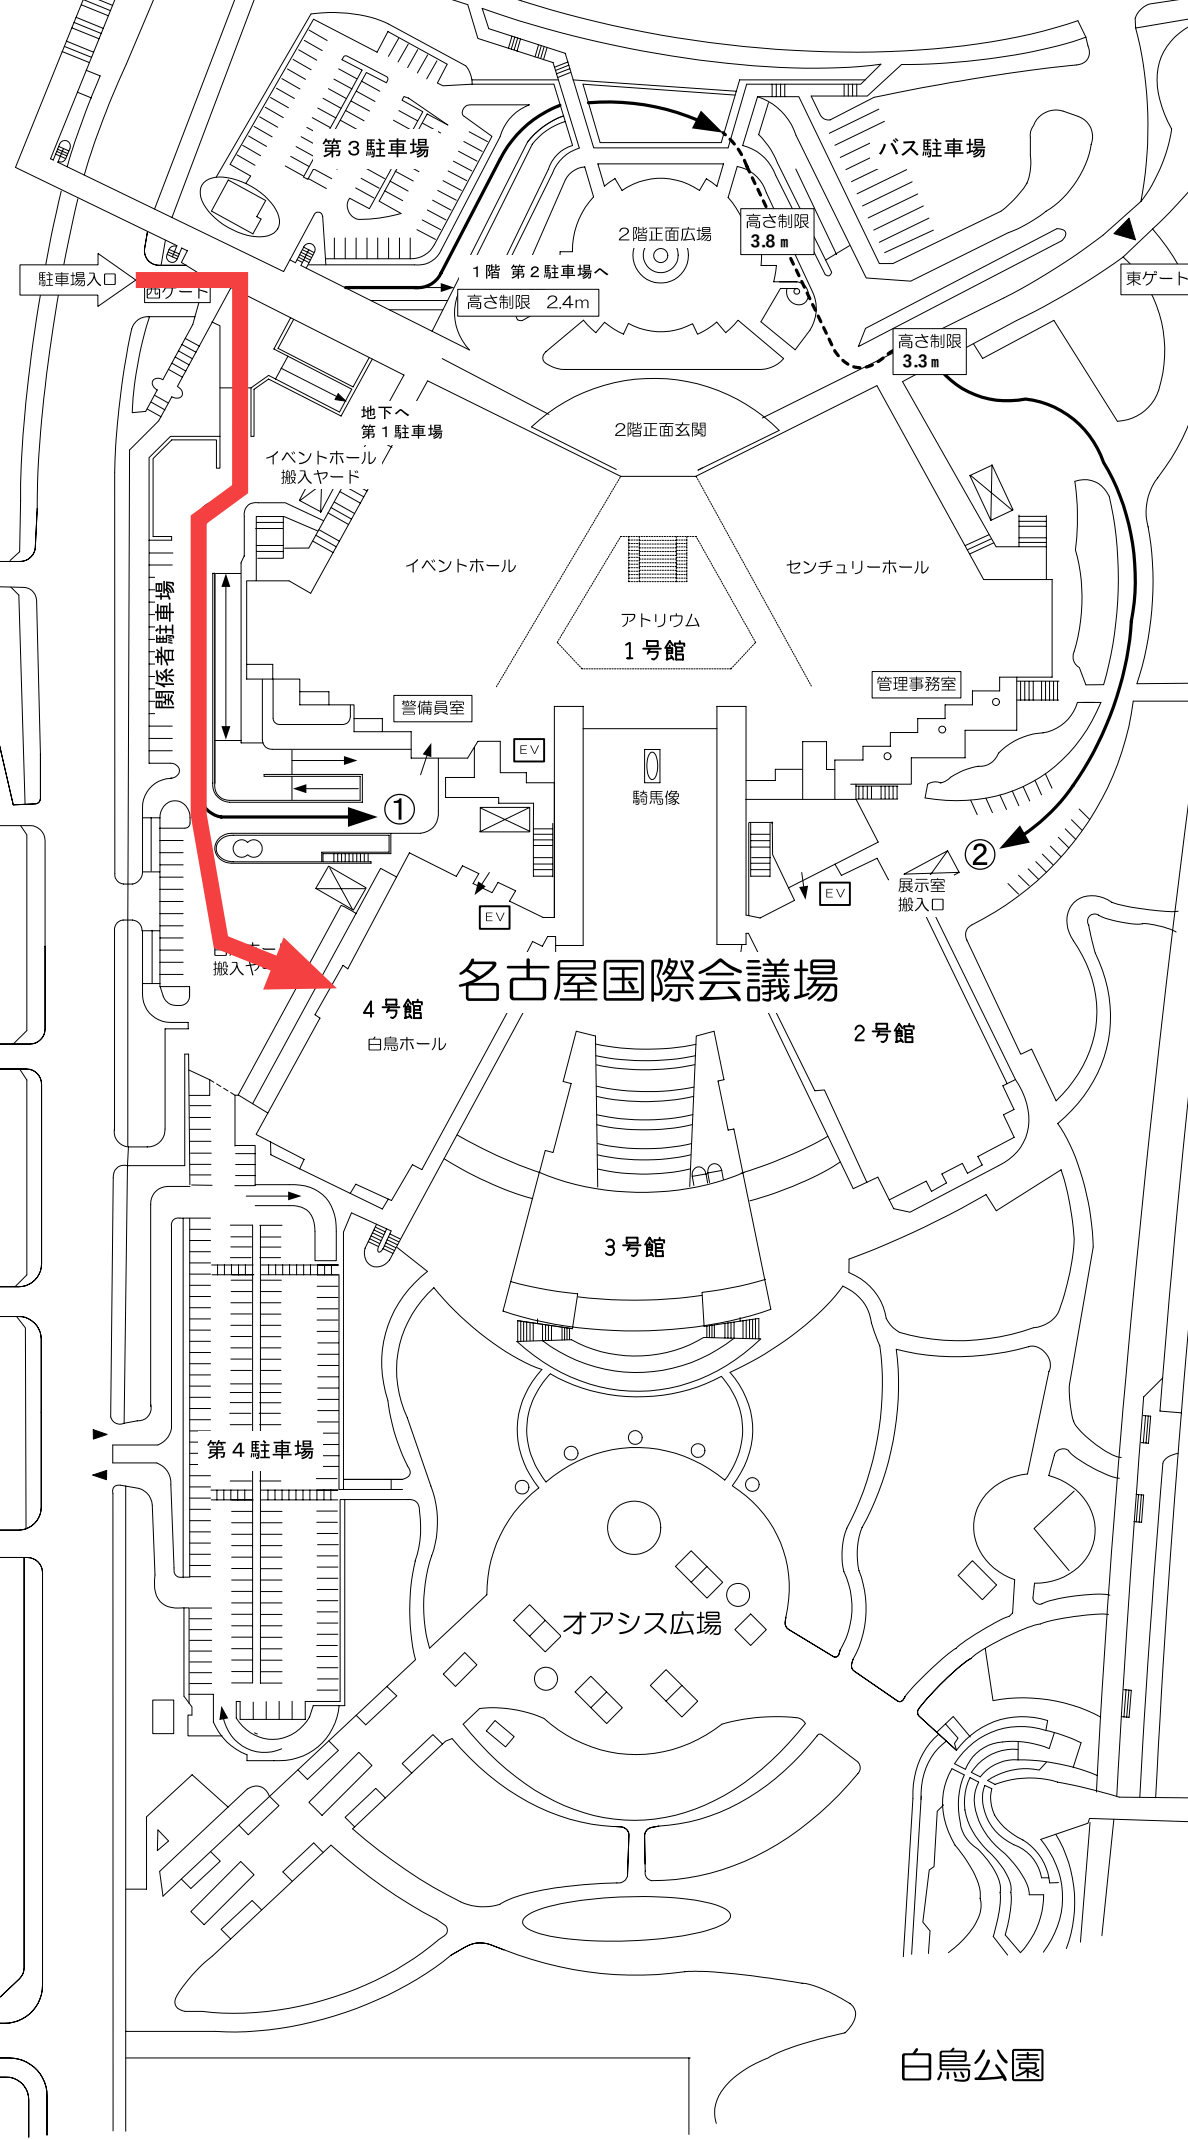 第3駐車場
バス駐車場
高さ制限
3.8m
2階正面広場
駐車場入口
西ゲート
1階 第2駐車場へ
高さ制限 2.4m
東ゲート
高さ制限
3.3m
地下へ
第1駐車場
2階正面玄関
イベントホール
搬入ヤード
イベントホール
センチュリーホール
アトリウム
1号館
関係者駐車場
管理事務室
警備員室
EV
騎馬像
①
②
EV
EV
展示室
搬入口
搬入ヤ
名古屋国際会議場
4号館
白鳥ホール
2号館
3号館
第4駐車場
オアシス広場
白鳥公園